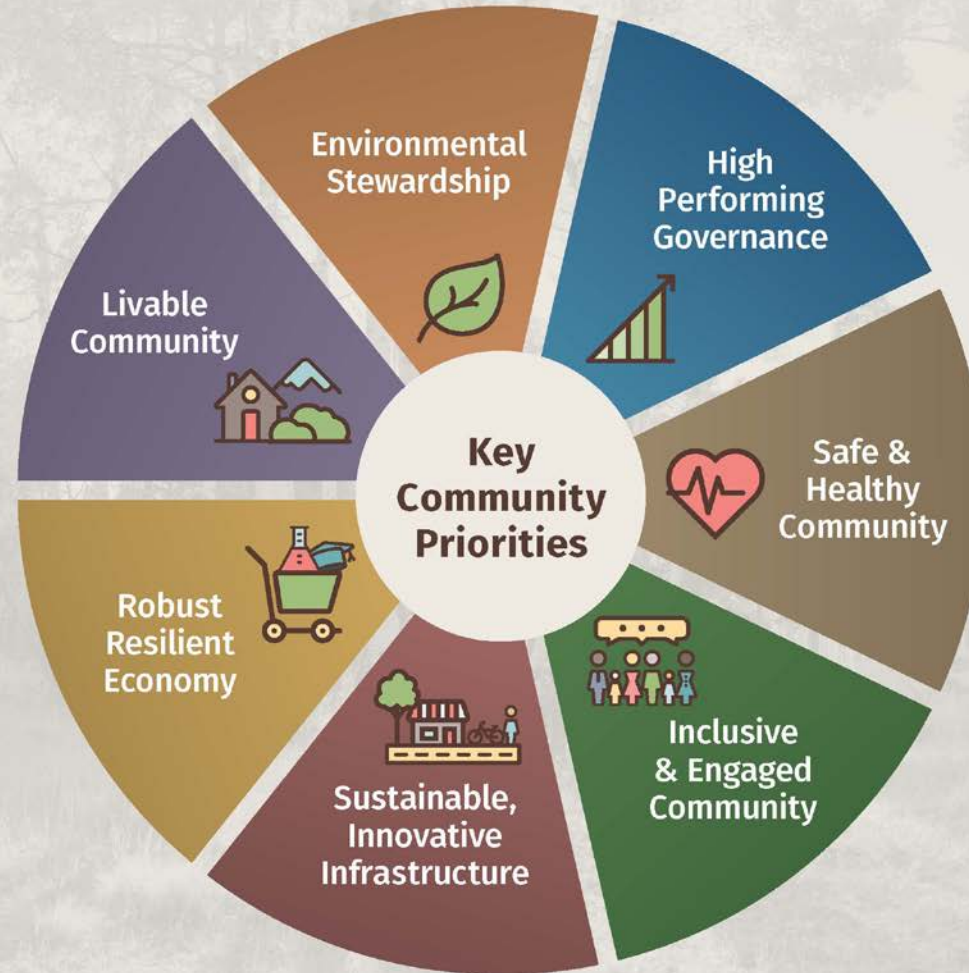 Key
Community
Priorities
Environmental
Stewardship
High
Performing
Governance
Safe &
Healthy
Community
Inclusive
& Engaged
Community
Sustainable,
Innovative
Infrastructure
Robust
Resilient
Economy
Livable
Community